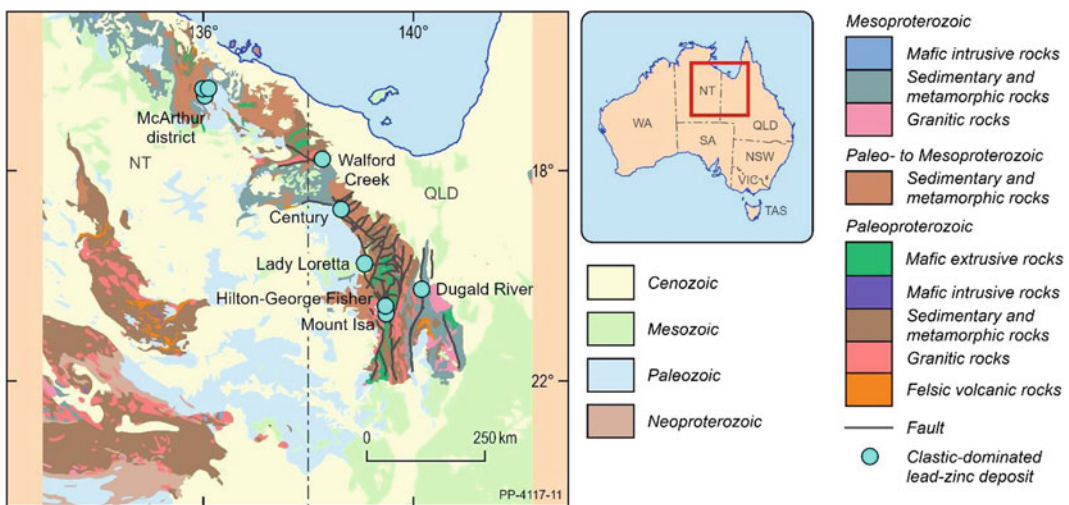 136°
140°
McArthur
district
NT
Walford
Creek
18°
QLD
Century
Lady Loretta
Hilton-George Fisher
Dugald River
Mount Isa
22°
0
250 km
PP-4117-11
NT
WA
QLD
SA
NSW
VIC
TAS
Cenozoic
Mesozoic
Paleozoic
Neoproterozoic
Mesoproterozoic
Mafic intrusive rocks
Sedimentary and
metamorphic rocks
Granitic rocks
Paleo- to Mesoproterozoic
Sedimentary and
metamorphic rocks
Paleoproterozoic
Mafic extrusive rocks
Mafic intrusive rocks
Sedimentary and
metamorphic rocks
Granitic rocks
Felsic volcanic rocks
Fault
Clastic-dominated
lead-zinc deposit